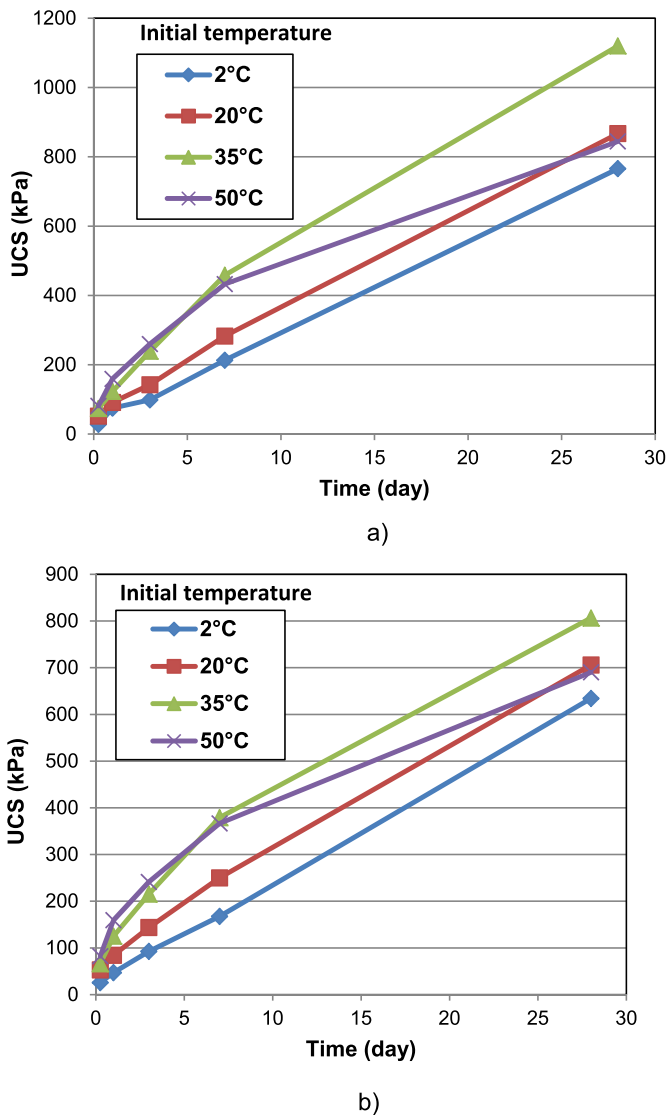 Initial temperature
2°C
20°C
35°C
50°C
1200
1000
800
600
400
200
0
UCS (kPa)
0 5 10 15 20 25 30
Time (day)
a)
Initial temperature
2°C
20°C
35°C
50°C
900
800
700
600
500
400
300
200
100
0
UCS (kPa)
0 5 10 15 20 25 30
Time (day)
b)